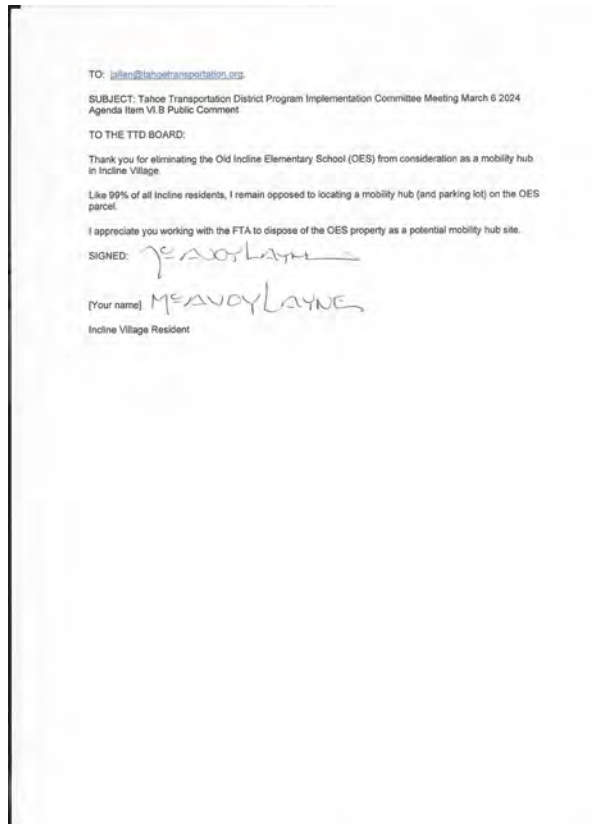 TO: jallen@tahoetransportation.org.
SUBJECT: Tahoe Transportation District Program Implementation Committee Meeting March 6 2024
Agenda Item VI.B Public Comment
TO THE TTD BOARD:
Thank you for eliminating the Old Incline Elementary School (OES) from consideration as a mobility hub
in Incline Village.
Like 99% of all Incline residents, I remain opposed to locating a mobility hub (and parking lot) on the OES
parcel.
I appreciate you working with the FTA to dispose of the OES property as a potential mobility hub site.
SIGNED: McAvoy Layne
[Your name] McAvoy Layne
Incline Village Resident